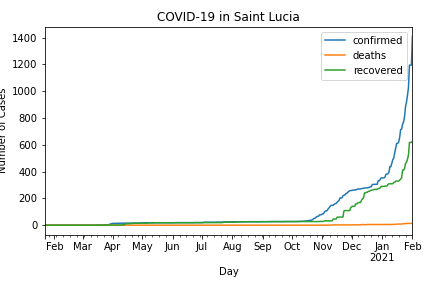 COVID-19 in Saint Lucia
confirmed
deaths
recovered
1400
1200
1000
800
600
400
200
0
Number of Cases
Feb Mar Apr May Jun Jul Aug Sep Oct Nov Dec Jan Feb
2021
Day